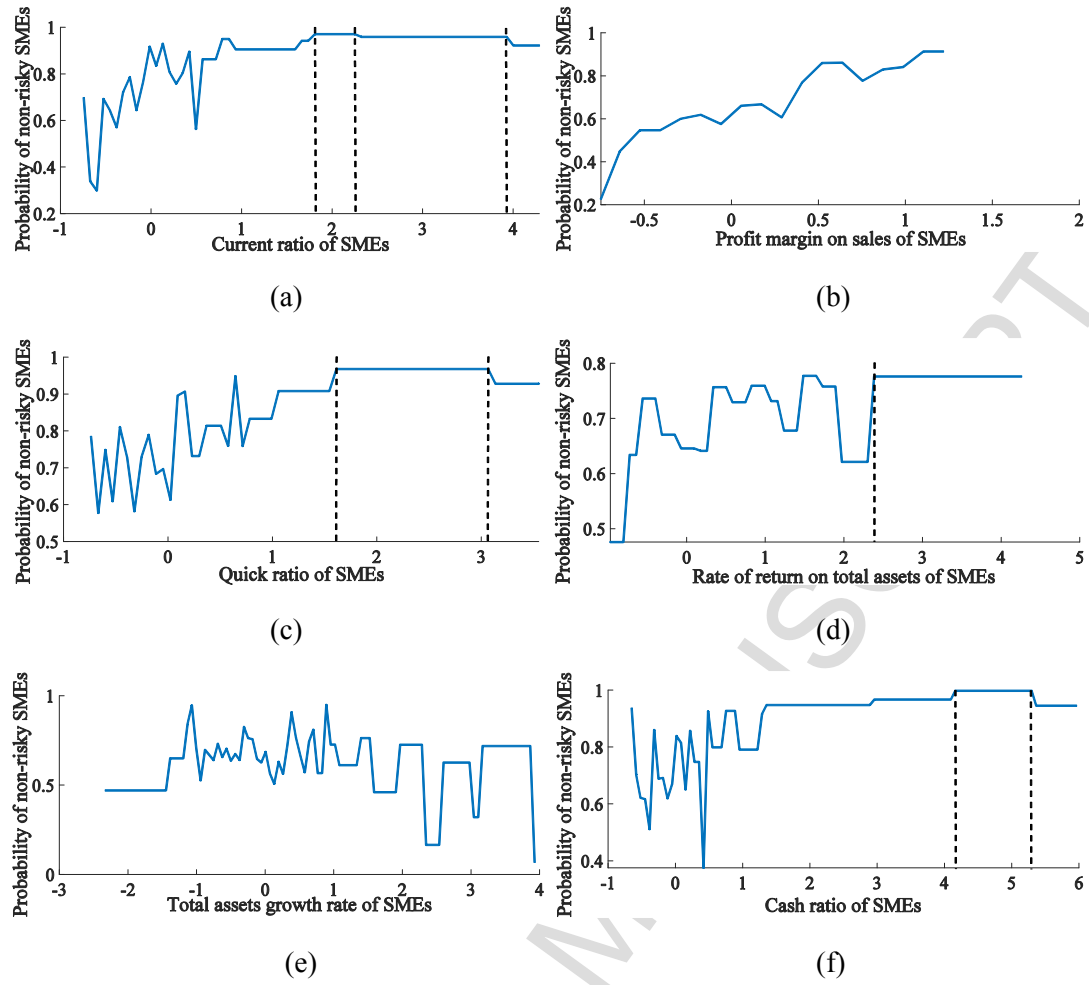 Probability of non-risky SMEs
1
0.8
0.6
0.4
0.2
-1 0 1 2 3 4
Current ratio of SMEs
(a)
Probability of non-risky SMEs
1
0.8
0.6
0.4
0.2
-0.5 0 0.5 1 1.5 2
Profit margin on sales of SMEs
(b)
Probability of non-risky SMEs
1
0.9
0.8
0.7
0.6
0.5
-1 0 1 2 3
Quick ratio of SMEs
(c)
Probability of non-risky SMEs
0.8
0.7
0.6
0.5
0 1 2 3 4 5
Rate of return on total assets of SMEs
(d)
Probability of non-risky SMEs
1
0.5
0
-3 -2 -1 0 1 2 3 4
Total assets growth rate of SMEs
(e)
Probability of non-risky SMEs
1
0.8
0.6
0.4
-1 0 1 2 3 4 5 6
Cash ratio of SMEs
(f)